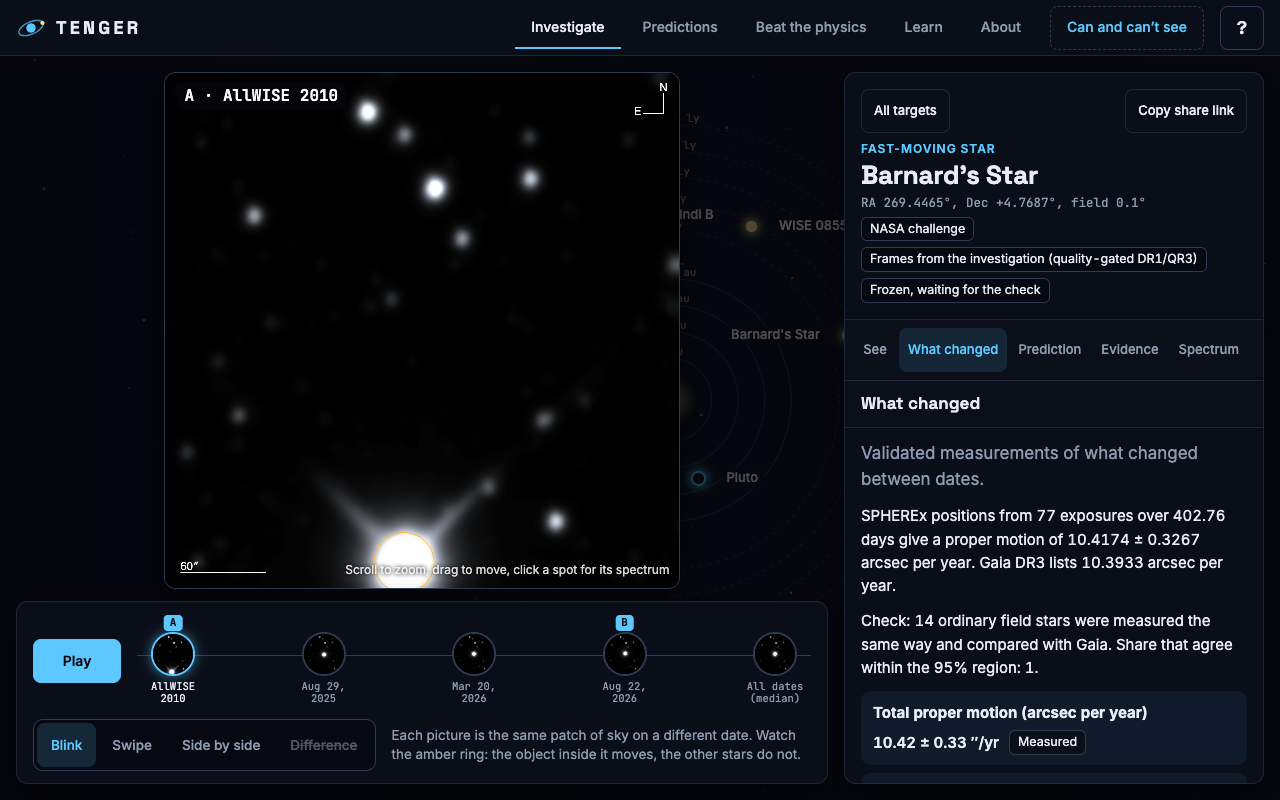 TENGER
Investigate
Predictions
Beat the physics
Learn
About
Can and can't see
?
A · AllWISE 2010
N
E
60″
Scroll to zoom, drag to move, click a spot for its spectrum
ly
ly
ly
y
Indi B
WISE 0855
au
au
u
u
Barnard's Star
Pluto
All targets
Copy share link
FAST-MOVING STAR
Barnard's Star
RA 269.4465°, Dec +4.7687°, field 0.1°
NASA challenge
Frames from the investigation (quality-gated DR1/QR3)
Frozen, waiting for the check
See
What changed
Prediction
Evidence
Spectrum
What changed
Validated measurements of what changed
between dates.
SPHEREx positions from 77 exposures over 402.76
days give a proper motion of 10.4174 ± 0.3267
arcsec per year. Gaia DR3 lists 10.3933 arcsec per
year.
Check: 14 ordinary field stars were measured the
same way and compared with Gaia. Share that agree
within the 95% region: 1.
Total proper motion (arcsec per year)
10.42 ± 0.33 ″/yr
Measured
Play
A
AllWISE
2010
Aug 29,
2025
Mar 20,
2026
B
Aug 22,
2026
All dates
(median)
Blink
Swipe
Side by side
Difference
Each picture is the same patch of sky on a different date. Watch
the amber ring: the object inside it moves, the other stars do not.